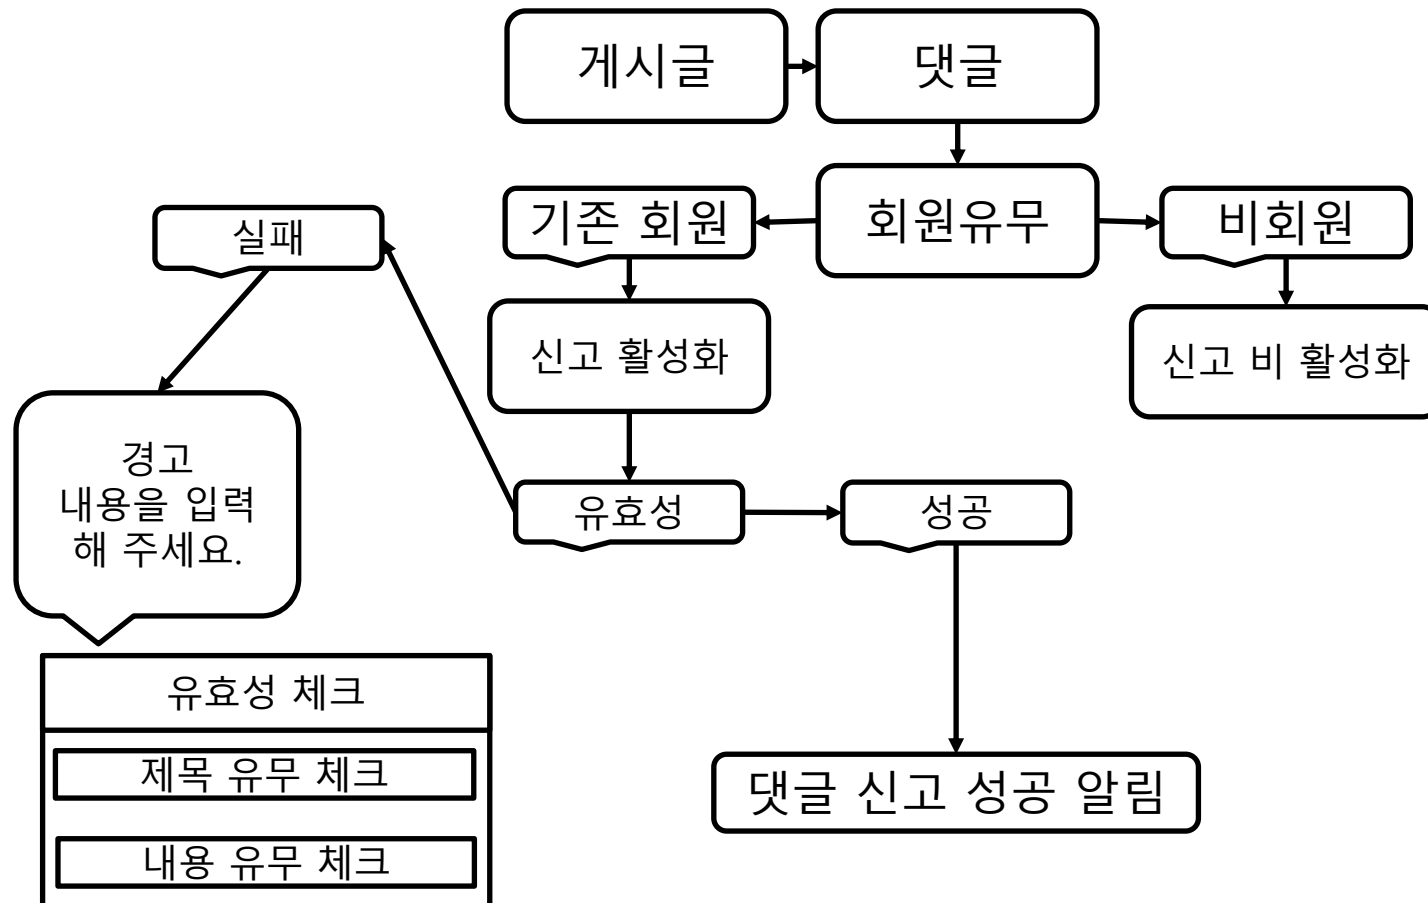 게시글
댓글
실패
기존 회원
회원유무
비회원
신고 활성화
신고 비 활성화
경고
내용을 입력
해 주세요.
유효성
성공
유효성 체크
제목 유무 체크
댓글 신고 성공 알림
내용 유무 체크